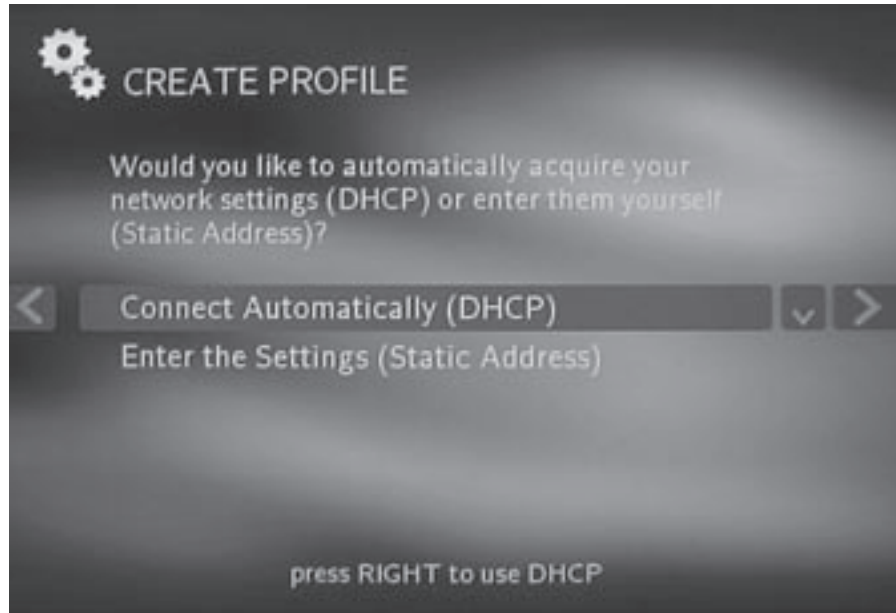 CREATE PROFILE
Would you like to automatically acquire your
network settings (DHCP) or enter them yourself
(Static Address)?
Connect Automatically (DHCP)
Enter the Settings (Static Address)
press RIGHT to use DHCP